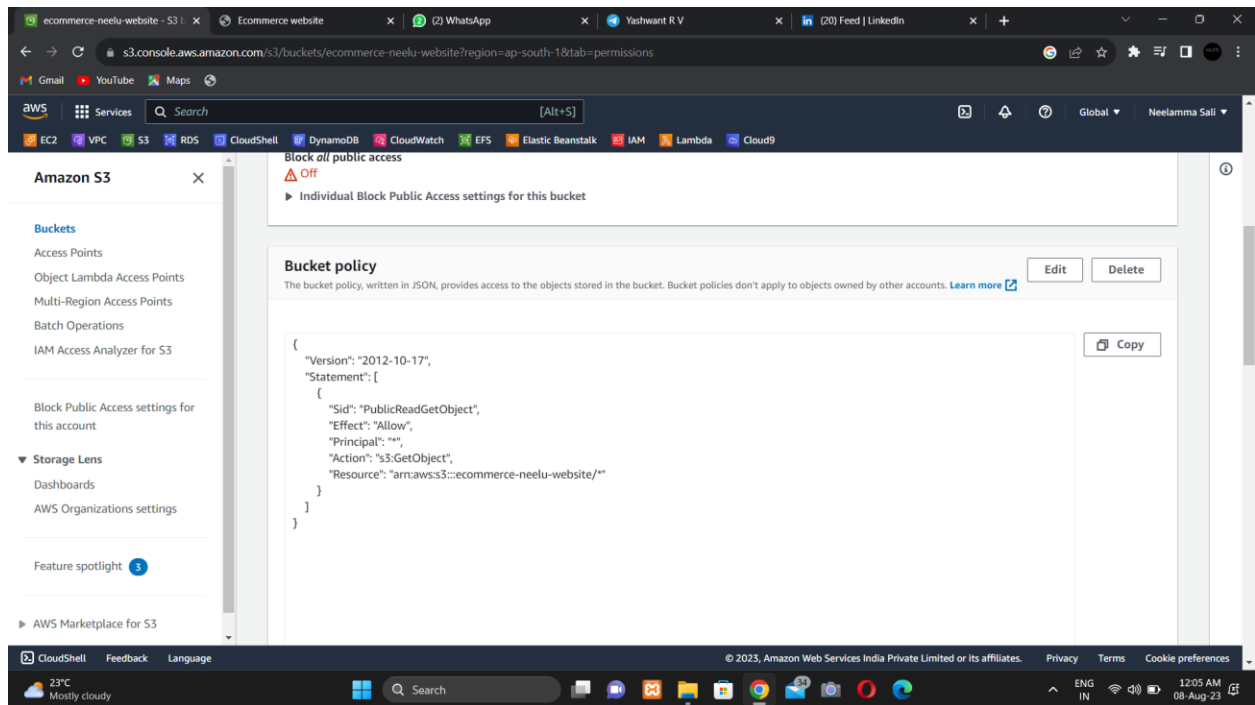 ecommerce-neelu-website - S3 b
Ecommerce website
(2) WhatsApp
Yashwant R V
(20) Feed | LinkedIn
s3.console.aws.amazon.com/s3/buckets/ecommerce-neelu-website?region=ap-south-1&tab=permissions
Gmail
YouTube
Maps
aws
Services
Search
[Alt+S]
Global
Neelamma Sali
EC2
VPC
S3
RDS
CloudShell
DynamoDB
CloudWatch
EFS
Elastic Beanstalk
IAM
Lambda
Cloud9
Amazon S3
Buckets
Access Points
Object Lambda Access Points
Multi-Region Access Points
Batch Operations
IAM Access Analyzer for S3
Block Public Access settings for
this account
Storage Lens
Dashboards
AWS Organizations settings
Feature spotlight 3
AWS Marketplace for S3
Block all public access
Off
Individual Block Public Access settings for this bucket
Bucket policy
Edit
Delete
The bucket policy, written in JSON, provides access to the objects stored in the bucket. Bucket policies don't apply to objects owned by other accounts. Learn more
Copy
{
"Version": "2012-10-17",
"Statement": [
{
"Sid": "PublicReadGetObject",
"Effect": "Allow",
"Principal": "*",
"Action": "s3:GetObject",
"Resource": "arn:aws:s3:::ecommerce-neelu-website/*"
}
]
}
CloudShell
Feedback
Language
© 2023, Amazon Web Services India Private Limited or its affiliates.
Privacy
Terms
Cookie preferences
23°C
Mostly cloudy
Search
34
ENG
IN
12:05 AM
08-Aug-23